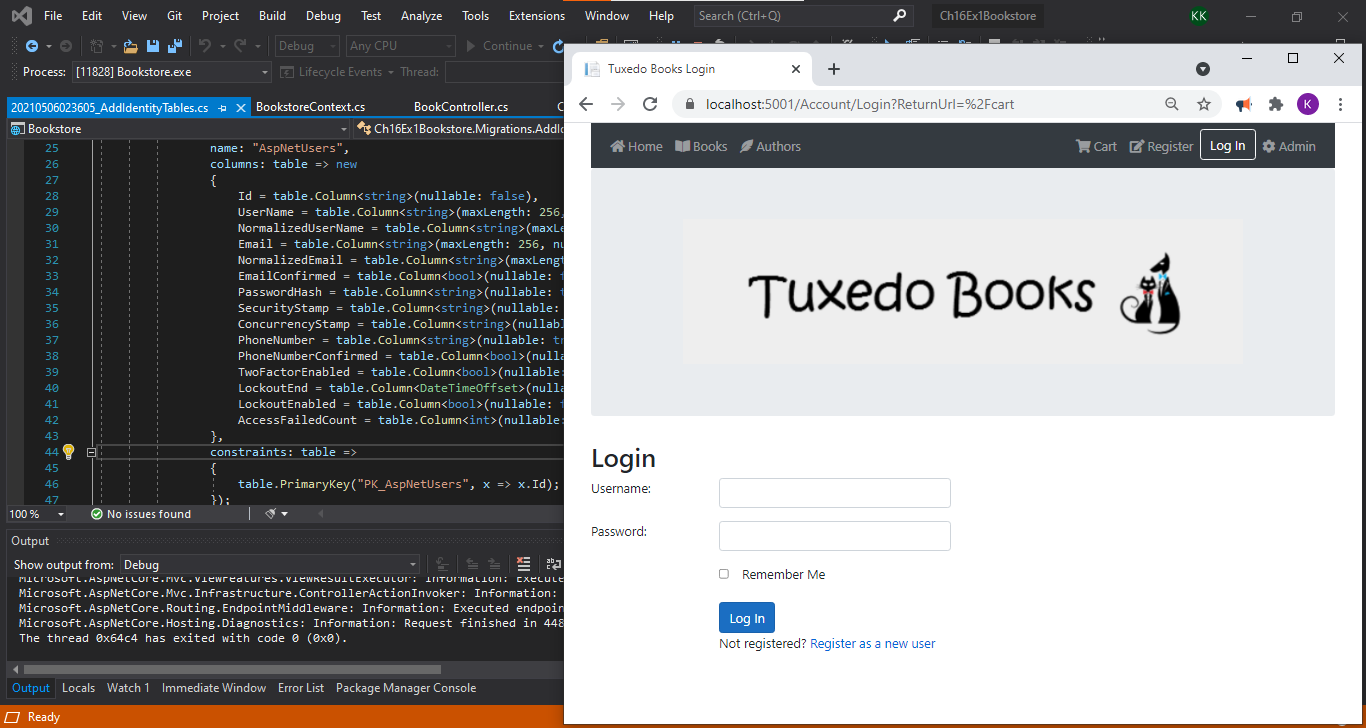 File Edit View Git Project Build Debug Test Analyze Tools Extensions Window Help Search (Ctrl+Q) Ch16Ex1Bookstore KK
Debug Any CPU Continue
Process: [11828] Bookstore.exe Lifecycle Events Thread:
20210506023605_AddIdentityTables.cs BookstoreContext.cs BookController.cs C
Bookstore Ch16Ex1Bookstore.Migrations.AddId
25 name: "AspNetUsers",
26 columns: table => new
27 {
28 Id = table.Column<string>(nullable: false),
29 UserName = table.Column<string>(maxLength: 256,
30 NormalizedUserName = table.Column<string>(maxL
31 Email = table.Column<string>(maxLength: 256, nu
32 NormalizedEmail = table.Column<string>(maxLengt
33 EmailConfirmed = table.Column<bool>(nullable: f
34 PasswordHash = table.Column<string>(nullable: t
35 SecurityStamp = table.Column<string>(nullable:
36 ConcurrencyStamp = table.Column<string>(nullabl
37 PhoneNumber = table.Column<string>(nullable: tr
38 PhoneNumberConfirmed = table.Column<bool>(nulla
39 TwoFactorEnabled = table.Column<bool>(nullable:
40 LockoutEnd = table.Column<DateTimeOffset>(nulla
41 LockoutEnabled = table.Column<bool>(nullable: f
42 AccessFailedCount = table.Column<int>(nullable:
43 },
44 constraints: table =>
45 {
46 table.PrimaryKey("PK_AspNetUsers", x => x.Id);
47 });
100 % No issues found
Output
Show output from: Debug
Microsoft.AspNetCore.Mvc.ViewFeatures.ViewResultExecutor: Information: Execute
Microsoft.AspNetCore.Mvc.Infrastructure.ControllerActionInvoker: Information:
Microsoft.AspNetCore.Routing.EndpointMiddleware: Information: Executed endpoin
Microsoft.AspNetCore.Hosting.Diagnostics: Information: Request finished in 448
The thread 0x64c4 has exited with code 0 (0x0).
Output Locals Watch 1 Immediate Window Error List Package Manager Console
Ready
Tuxedo Books Login
localhost:5001/Account/Login?ReturnUrl=%2Fcart K
Home Books Authors Cart Register Log In Admin
Tuxedo Books
Login
Username:
Password:
Remember Me
Log In
Not registered? Register as a new user